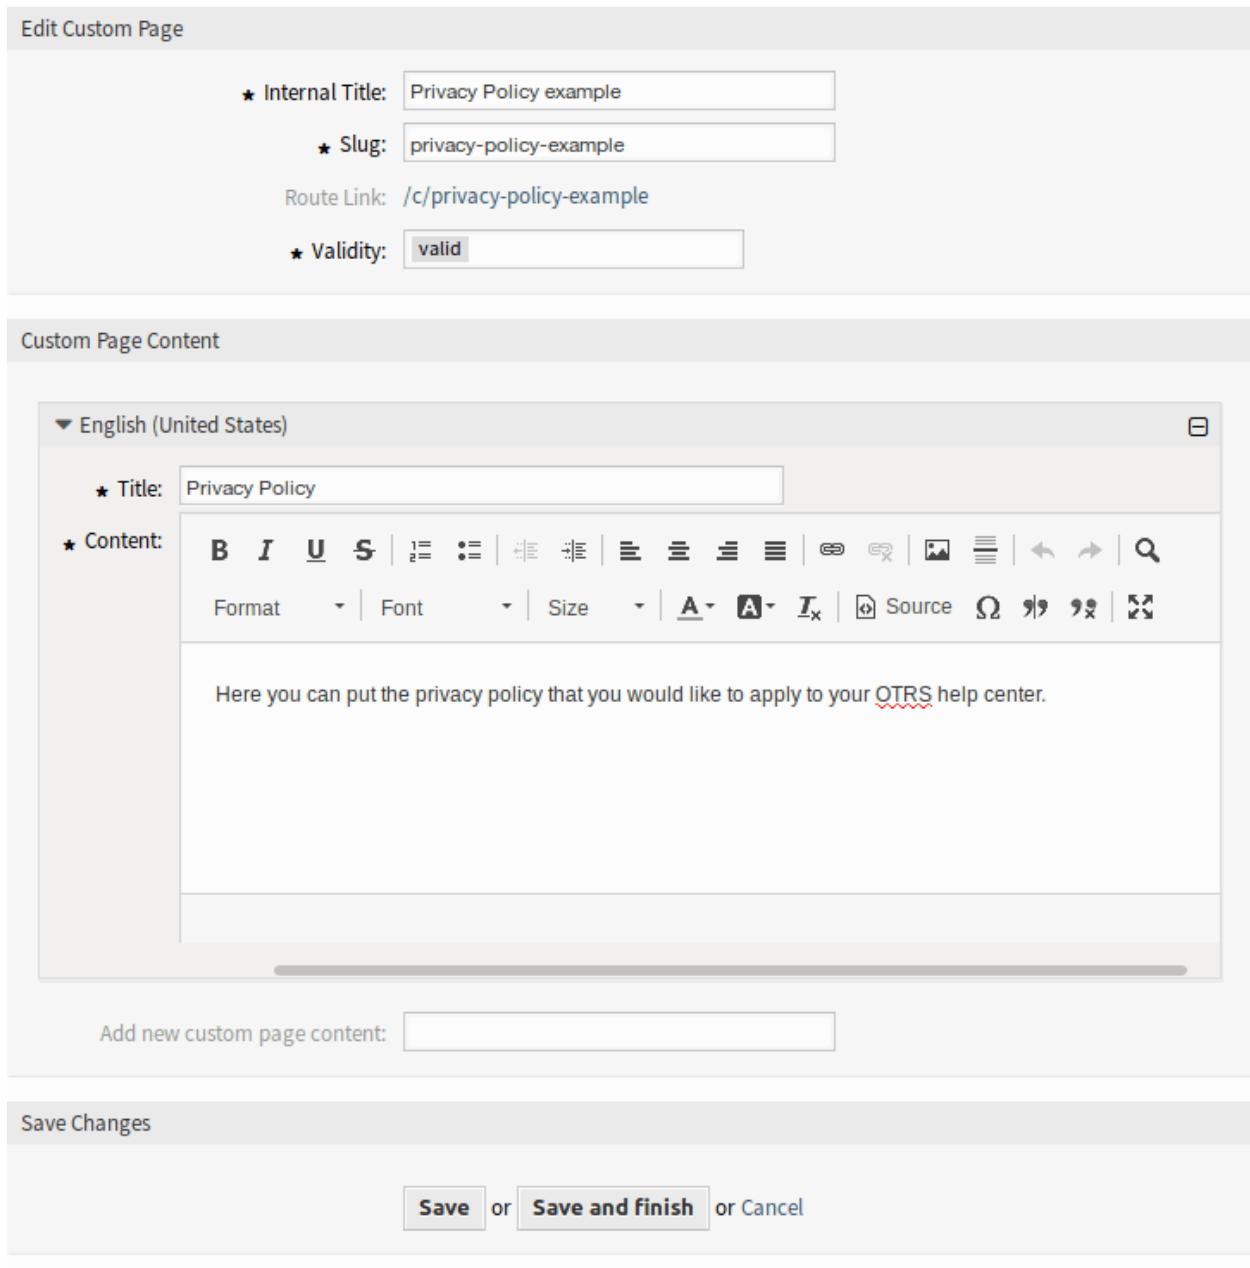 Edit Custom Page
★ Internal Title: Privacy Policy example
★ Slug: privacy-policy-example
Route Link: /c/privacy-policy-example
★ Validity: valid
Custom Page Content
English (United States)
★ Title: Privacy Policy
★ Content:
B I U S
Format Font Size A A Ix Source Ω
Here you can put the privacy policy that you would like to apply to your OTRS help center.
Add new custom page content:
Save Changes
Save or Save and finish or Cancel